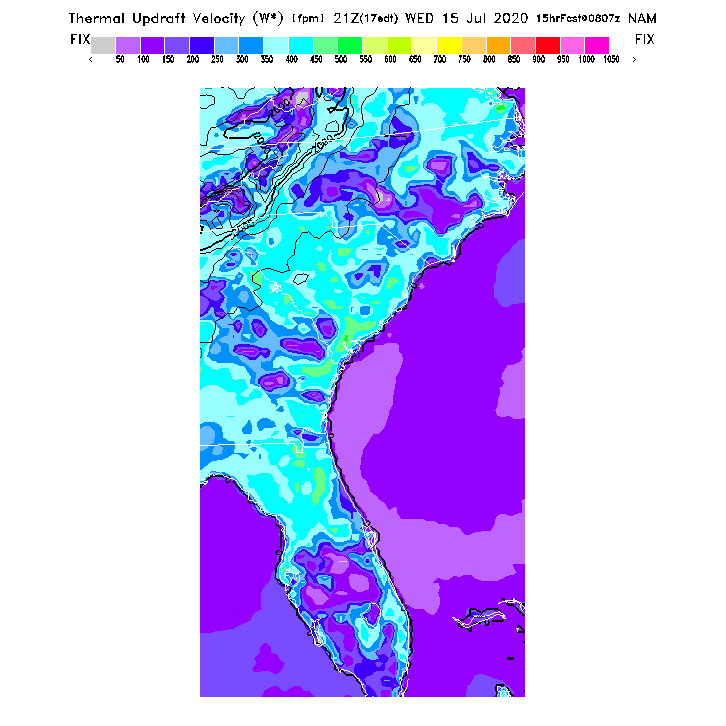 Thermal Updraft Velocity (W*) [fpm] 21Z(17edt) WED 15 Jul 2020 15hrFcst@0807z NAM
FIX FIX
< 50 100 150 200 250 300 350 400 450 500 550 600 650 700 750 800 850 900 950 1000 1050 >